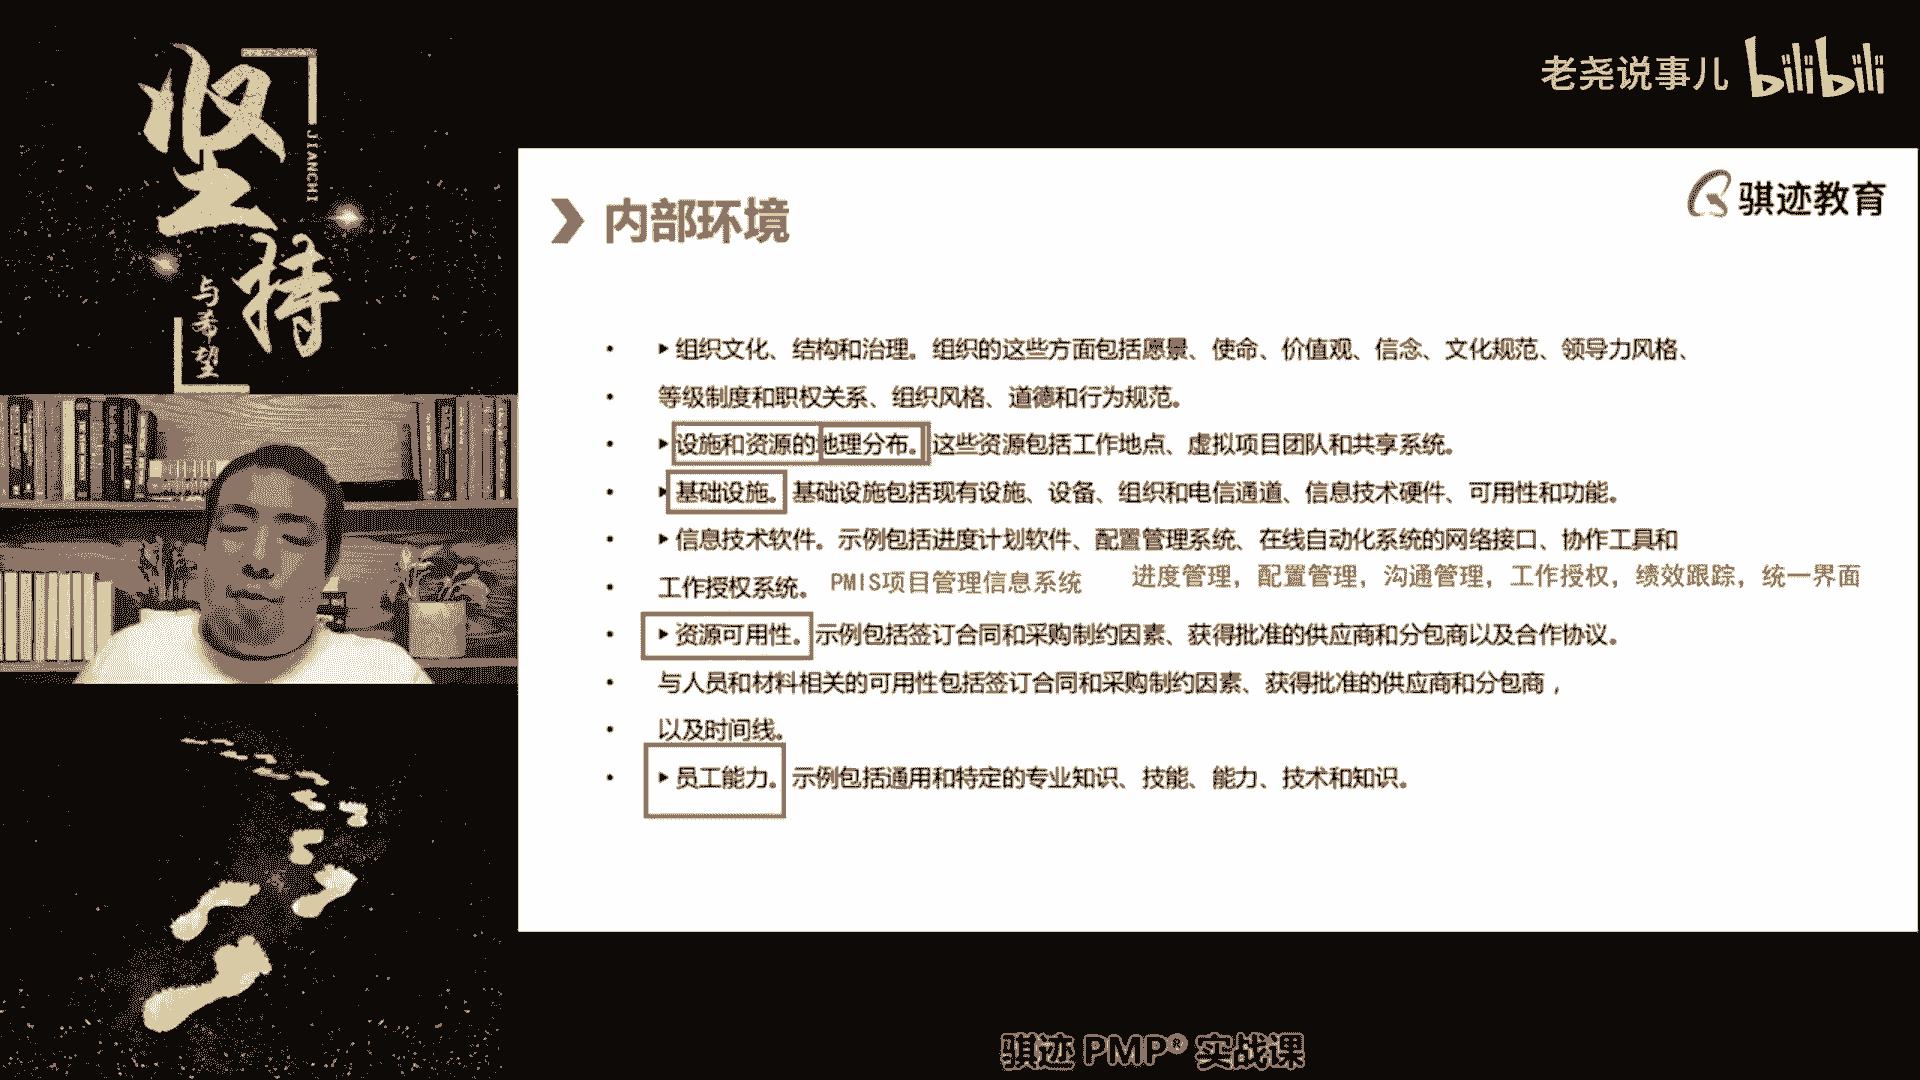 坚持
JIANCHI
与希望
老尧说事儿 bilibili
骐迹教育
内部环境
• ▸组织文化、结构和治理。组织的这些方面包括愿景、使命、价值观、信念、文化规范、领导力风格、
• 等级制度和职权关系、组织风格、道德和行为规范。
• ▸设施和资源的地理分布。这些资源包括工作地点、虚拟项目团队和共享系统。
• ▸基础设施。基础设施包括现有设施、设备、组织和电信通道、信息技术硬件、可用性和功能。
• ▸信息技术软件。示例包括进度计划软件、配置管理系统、在线自动化系统的网络接口、协作工具和
• 工作授权系统。 PMIS项目管理信息系统 进度管理，配置管理，沟通管理，工作授权，绩效跟踪，统一界面
• ▸资源可用性。示例包括签订合同和采购制约因素、获得批准的供应商和分包商以及合作协议。
• 与人员和材料相关的可用性包括签订合同和采购制约因素、获得批准的供应商和分包商，
• 以及时间线。
• ▸员工能力。示例包括通用和特定的专业知识、技能、能力、技术和知识。
骐迹 PMP® 实战课